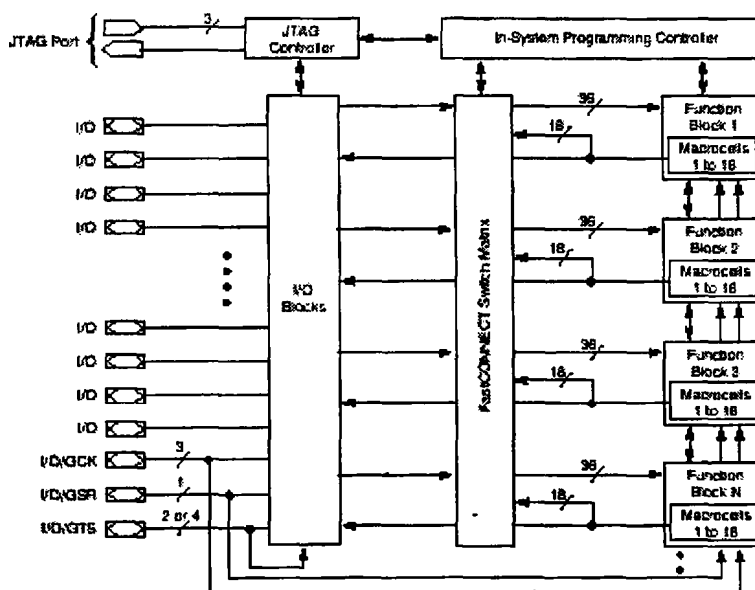 3
JTAG Port
JTAG
Controller
In-System Programming Controller
I/O
I/O
I/O
I/O
I/O
I/O
I/O
I/O
I/O/GCK
3
I/O/GSR
1
I/O/GTS
2 or 4
I/O
Blocks
FastCONNECT Switch Matrix
36
18
Function
Block 1
Macrocells
1 to 18
36
18
Function
Block 2
Macrocells
1 to 18
36
18
Function
Block 3
Macrocells
1 to 18
36
18
Function
Block N
Macrocells
1 to 18